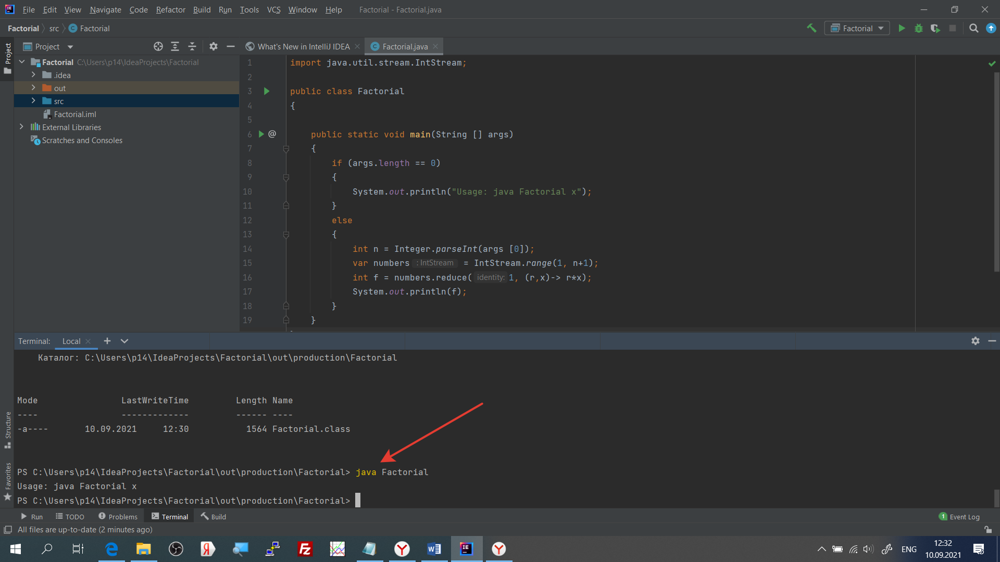 File Edit View Navigate Code Refactor Build Run Tools VCS Window Help Factorial - Factorial.java
Factorial src Factorial Factorial
Project What's New in IntelliJ IDEA Factorial.java
Project
Factorial C:\Users\p14\IdeaProjects\Factorial
.idea
out
src
Factorial.iml
External Libraries
Scratches and Consoles
1 import java.util.stream.IntStream;
2
3 public class Factorial
4 {
5
6 @ public static void main(String [] args)
7 {
8 if (args.length == 0)
9 {
10 System.out.println("Usage: java Factorial x");
11 }
12 else
13 {
14 int n = Integer.parseInt(args [0]);
15 var numbers : IntStream = IntStream.range(1, n+1);
16 int f = numbers.reduce( identity: 1, (r,x)-> r*x);
17 System.out.println(f);
18 }
19 }
Terminal: Local
Каталог: C:\Users\p14\IdeaProjects\Factorial\out\production\Factorial
Mode LastWriteTime Length Name
---- ------------- ------ ----
-a---- 10.09.2021 12:30 1564 Factorial.class
PS C:\Users\p14\IdeaProjects\Factorial\out\production\Factorial> java Factorial
Usage: java Factorial x
PS C:\Users\p14\IdeaProjects\Factorial\out\production\Factorial>
Structure
Favorites
Run TODO Problems Terminal Build 1 Event Log
All files are up-to-date (2 minutes ago)
ENG 12:32
10.09.2021